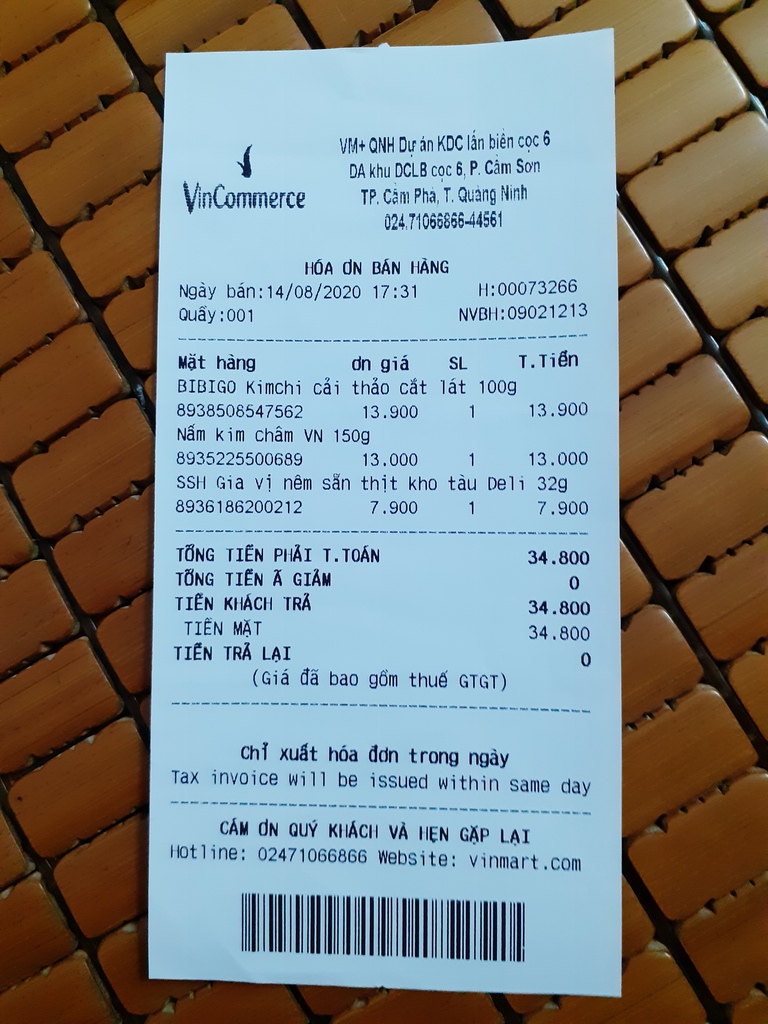 VinCommerce
VM+ QNH Dự án KDC lấn biển cọc 6
DA khu DCLB cọc 6, P. Cẩm Sơn
TP. Cẩm Phả, T. Quảng Ninh
024.71066866-44561
HÓA ƠN BÁN HÀNG
Ngày bán:14/08/2020 17:31 H:00073266
Quầy:001 NVBH:09021213
Mặt hàng ơn giá SL T.Tiền
BIBIGO Kimchi cải thảo cắt lát 100g
8938508547562 13.900 1 13.900
Nấm kim châm VN 150g
8935225500689 13.000 1 13.000
SSH Gia vị nêm sẵn thịt kho tàu Deli 32g
8936186200212 7.900 1 7.900
TỔNG TIỀN PHẢI T.TOÁN 34.800
TỔNG TIỀN Ã GIẢM 0
TIỀN KHÁCH TRẢ 34.800
TIỀN MẶT 34.800
TIỀN TRẢ LẠI 0
(Giá đã bao gồm thuế GTGT)
Chỉ xuất hóa đơn trong ngày
Tax invoice will be issued within same day
CẢM ƠN QUÝ KHÁCH VÀ HẸN GẶP LẠI
Hotline: 02471066866 Website: vinmart.com